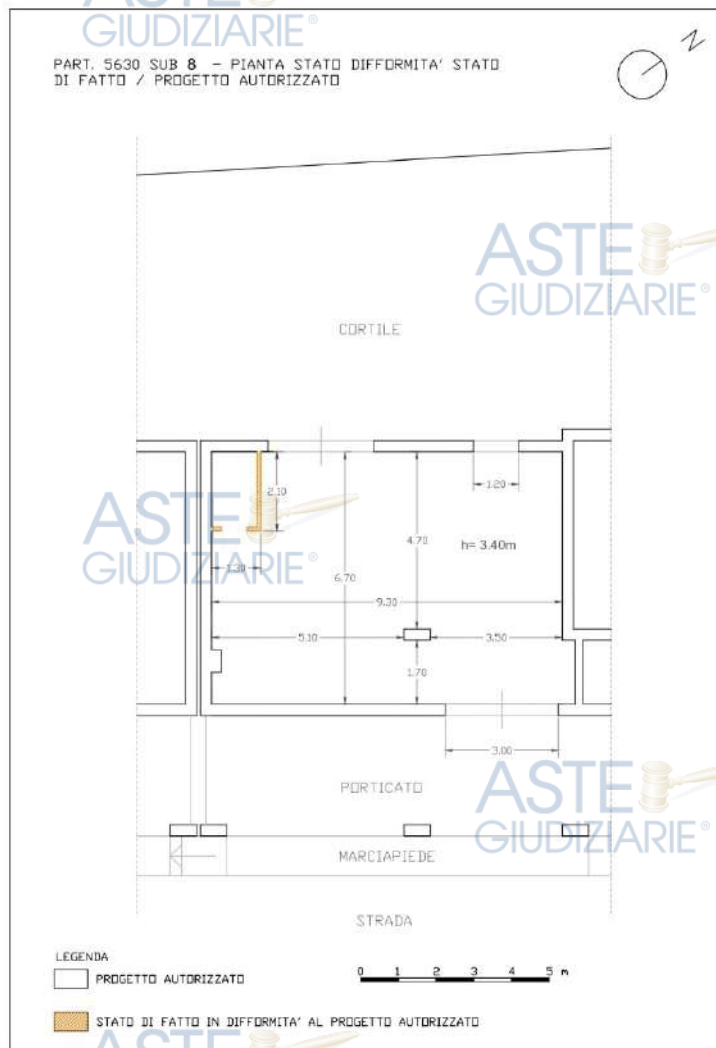 ASTE
GIUDIZIARIE®
PART. 5630 SUB 8 - PIANTA STATO DIFFORMITA' STATO
DI FATTO / PROGETTO AUTORIZZATO
N
ASTE
GIUDIZIARIE®
CORTILE
2.10
1.20
4.70
h= 3.40m
ASTE
GIUDIZIARIE®
1.30
6.70
9.30
5.10
3.50
1.70
3.00
PORTICATO
ASTE
GIUDIZIARIE®
MARCIAPIEDE
STRADA
LEGENDA
PROGETTO AUTORIZZATO
0 1 2 3 4 5 m
STATO DI FATTO IN DIFFORMITA' AL PROGETTO AUTORIZZATO
ASTE